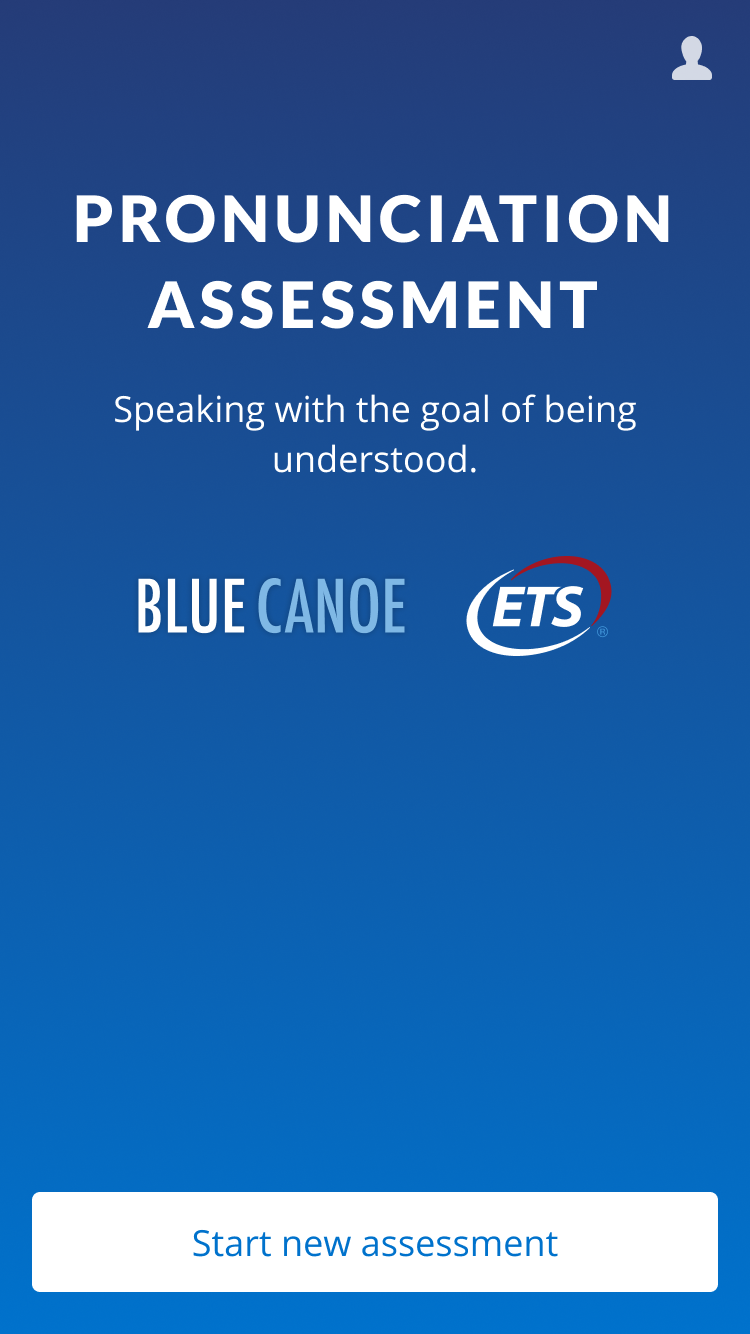 PRONUNCIATION
ASSESSMENT
Speaking with the goal of being
understood.
BLUE CANOE ETS®
Start new assessment